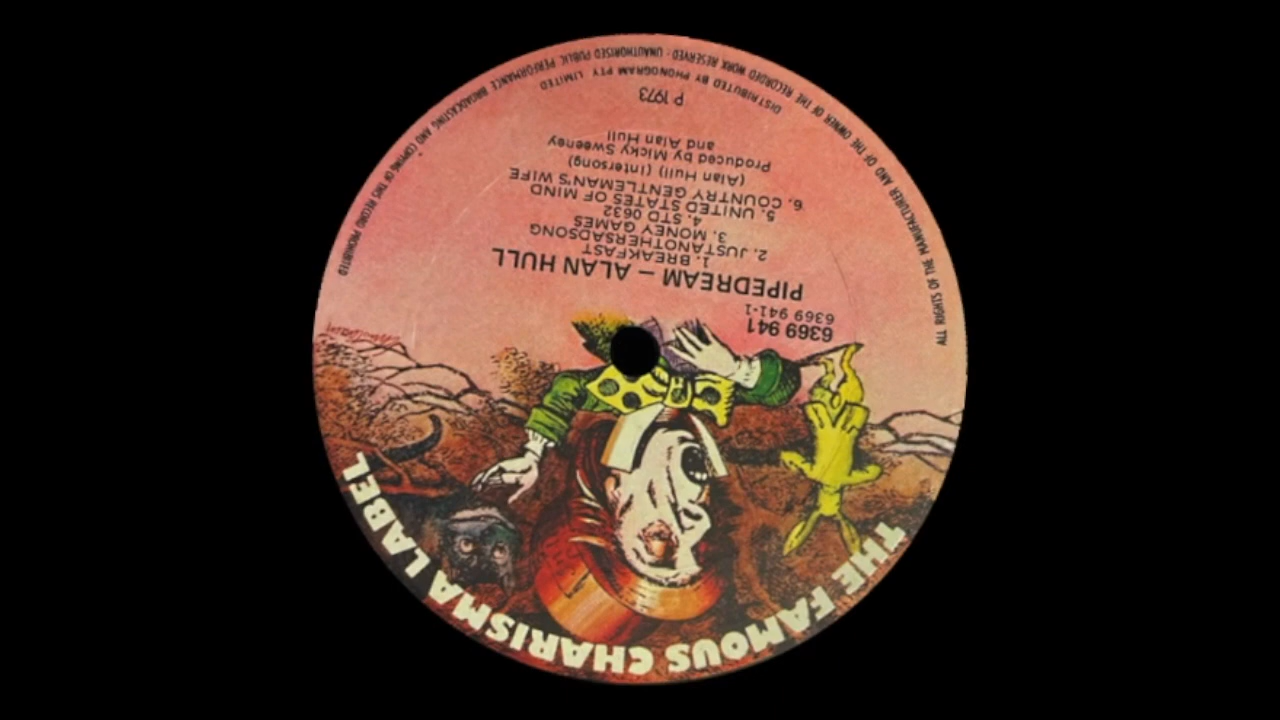 THE FAMOUS CHARISMA LABEL
6369 941
6369 941-1
PIPEDREAM – ALAN HULL
1. BREAKFAST
2. JUSTANOTHERSADSONG
3. MONEY GAMES
4. STD 0632
5. UNITED STATES OF MIND
6. COUNTRY GENTLEMAN'S WIFE
(Alan Hull) (Intersong)
Produced by Micky Sweeney
and Alan Hull
P 1973
DISTRIBUTED BY PHONOGRAM PTY. LIMITED
ALL RIGHTS OF THE MANUFACTURER AND OF THE OWNER OF THE RECORDED WORK RESERVED · UNAUTHORISED PUBLIC PERFORMANCE BROADCASTING AND COPYING OF THIS RECORD PROHIBITED